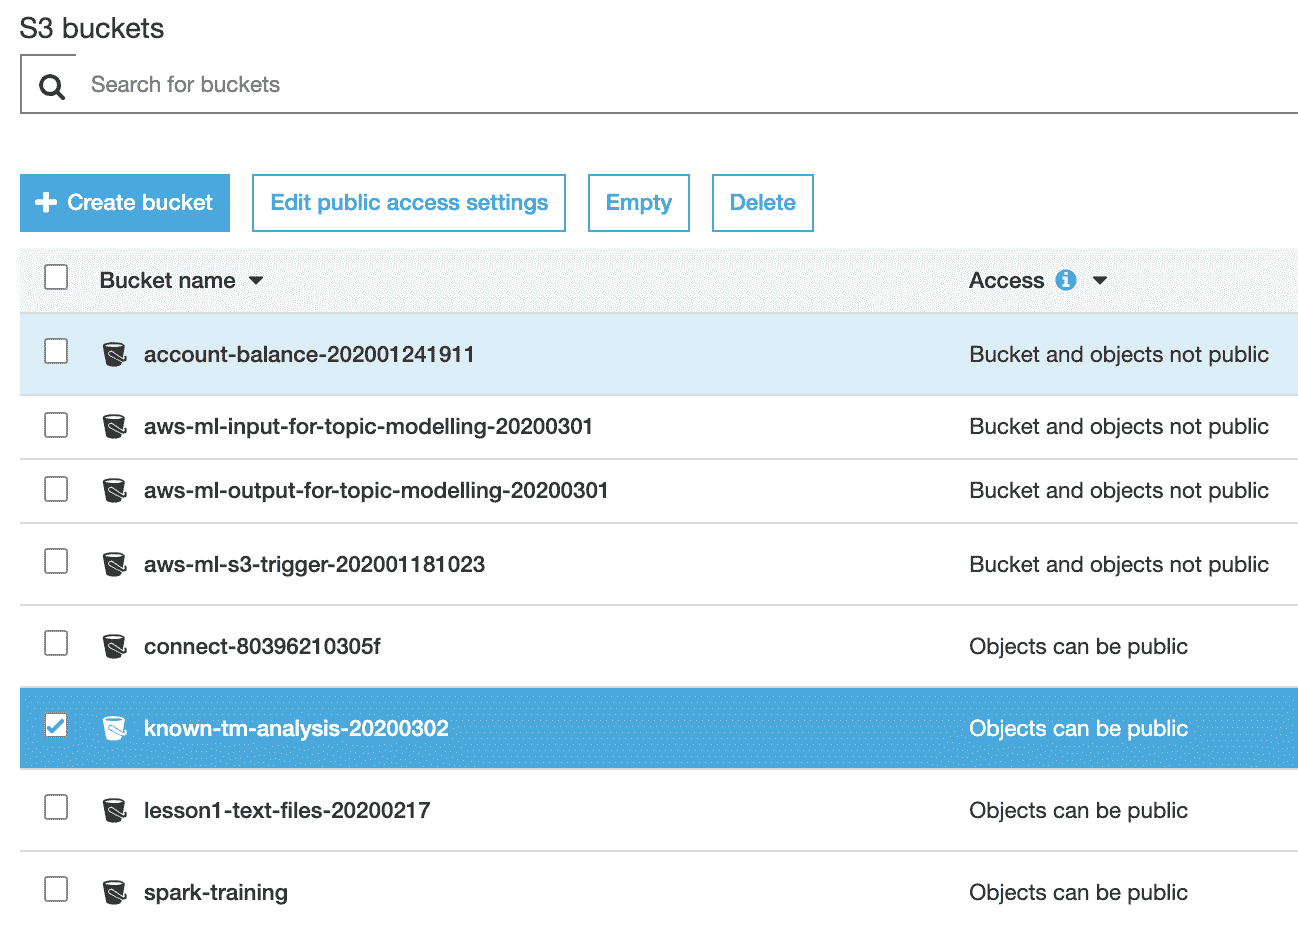 S3 buckets
Search for buckets
Create bucket Edit public access settings Empty Delete
Bucket name Access
account-balance-202001241911 Bucket and objects not public
aws-ml-input-for-topic-modelling-20200301 Bucket and objects not public
aws-ml-output-for-topic-modelling-20200301 Bucket and objects not public
aws-ml-s3-trigger-202001181023 Bucket and objects not public
connect-80396210305f Objects can be public
known-tm-analysis-20200302 Objects can be public
lesson1-text-files-20200217 Objects can be public
spark-training Objects can be public